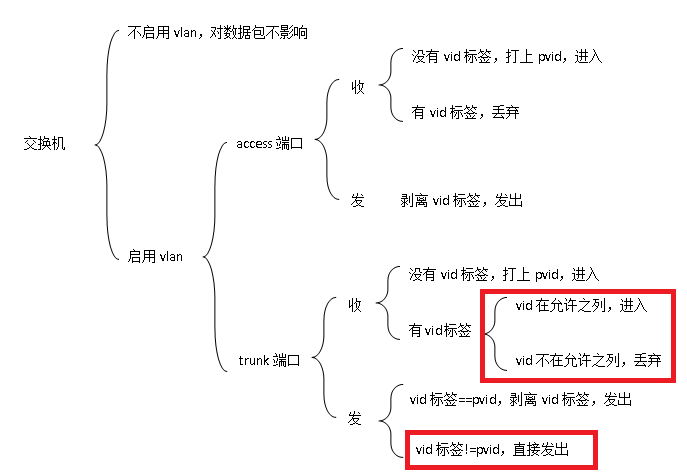 不启用 vlan，对数据包不影响
没有 vid 标签，打上 pvid，进入
收
有 vid 标签，丢弃
交换机
access 端口
发
剥离 vid 标签，发出
启用 vlan
没有 vid 标签，打上 pvid，进入
收
vid 在允许之列，进入
有 vid 标签
vid 不在允许之列，丢弃
trunk 端口
vid 标签==pvid，剥离 vid 标签，发出
发
vid 标签!=pvid，直接发出